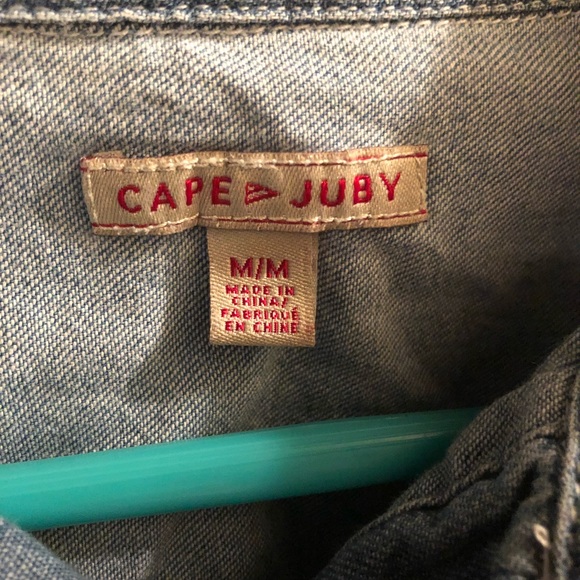 CAPE JUBY
M/M
MADE IN
CHINA/
FABRIQUÉ
EN CHINE